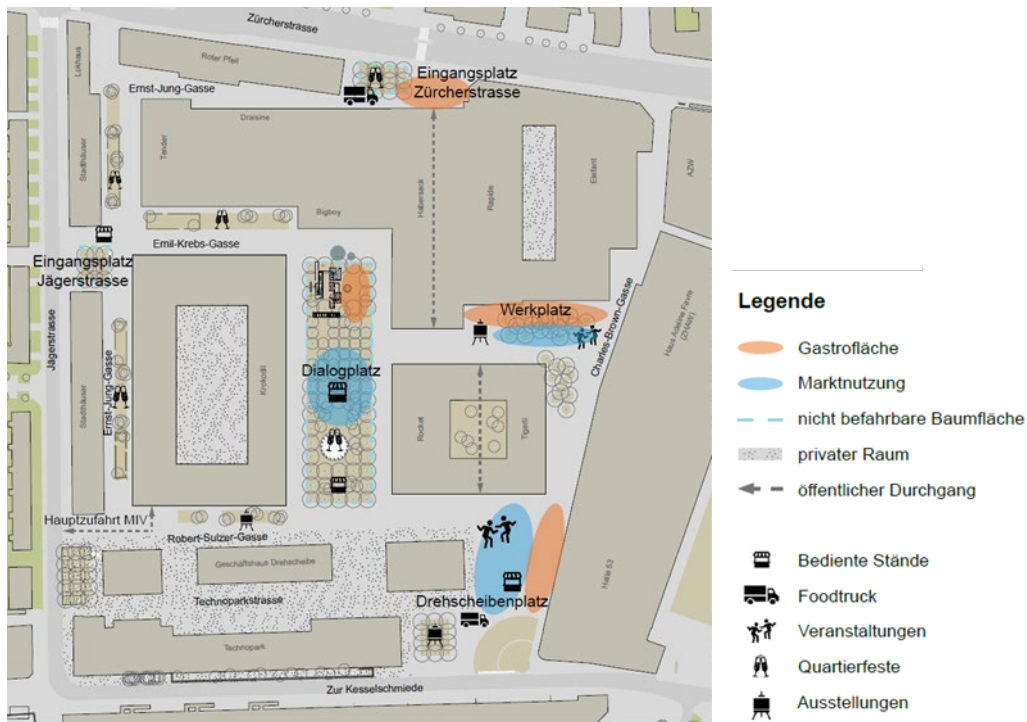 Zürcherstrasse
Lokhaus
Roter Pfeil
Eingangsplatz
Zürcherstrasse
Ernst-Jung-Gasse
Draisine
Tender
Stadthäuser
Habersack
Rapide
Elefant
AZW
Bigboy
Emil-Krebs-Gasse
Eingangsplatz
Jägerstrasse
Werkplatz
Charles-Brown-Gasse
Haus Adeline Favre
(ZHAW)
Jägerstrasse
Stadthäuser
Ernst-Jung-Gasse
Krokodil
Dialogplatz
Rocket
Tigerli
Hauptzufahrt MIV
Robert-Sulzer-Gasse
Geschäftshaus Drehscheibe
Technoparkstrasse
Drehscheibenplatz
Halle 53
Technopark
Zur Kesselschmiede
Legende
Gastrofläche
Marktnutzung
nicht befahrbare Baumfläche
privater Raum
öffentlicher Durchgang
Bediente Stände
Foodtruck
Veranstaltungen
Quartierfeste
Ausstellungen